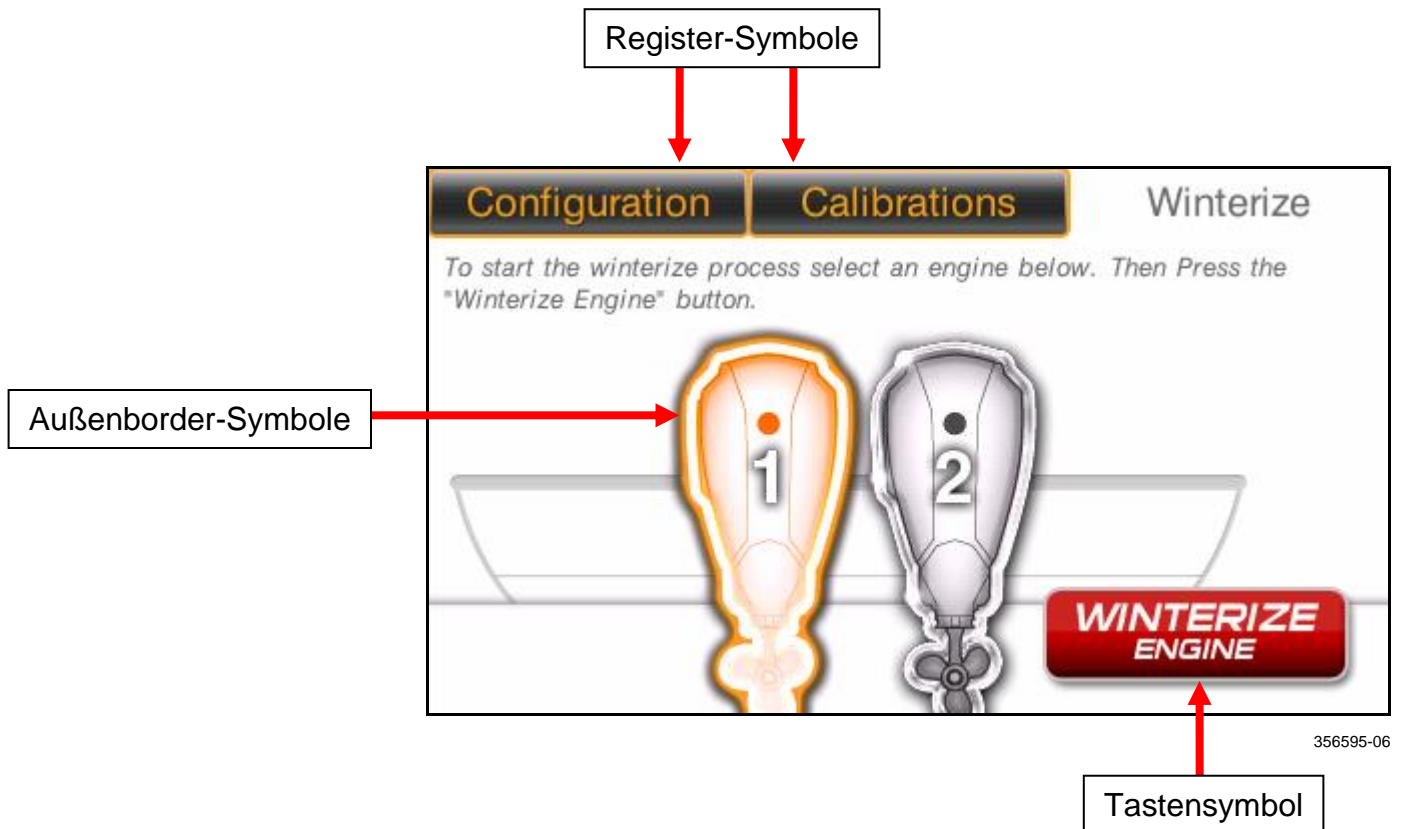 Register-Symbole
Configuration Calibrations Winterize
To start the winterize process select an engine below. Then Press the
"Winterize Engine" button.
Außenborder-Symbole
1 2
WINTERIZE
ENGINE
356595-06
Tastensymbol